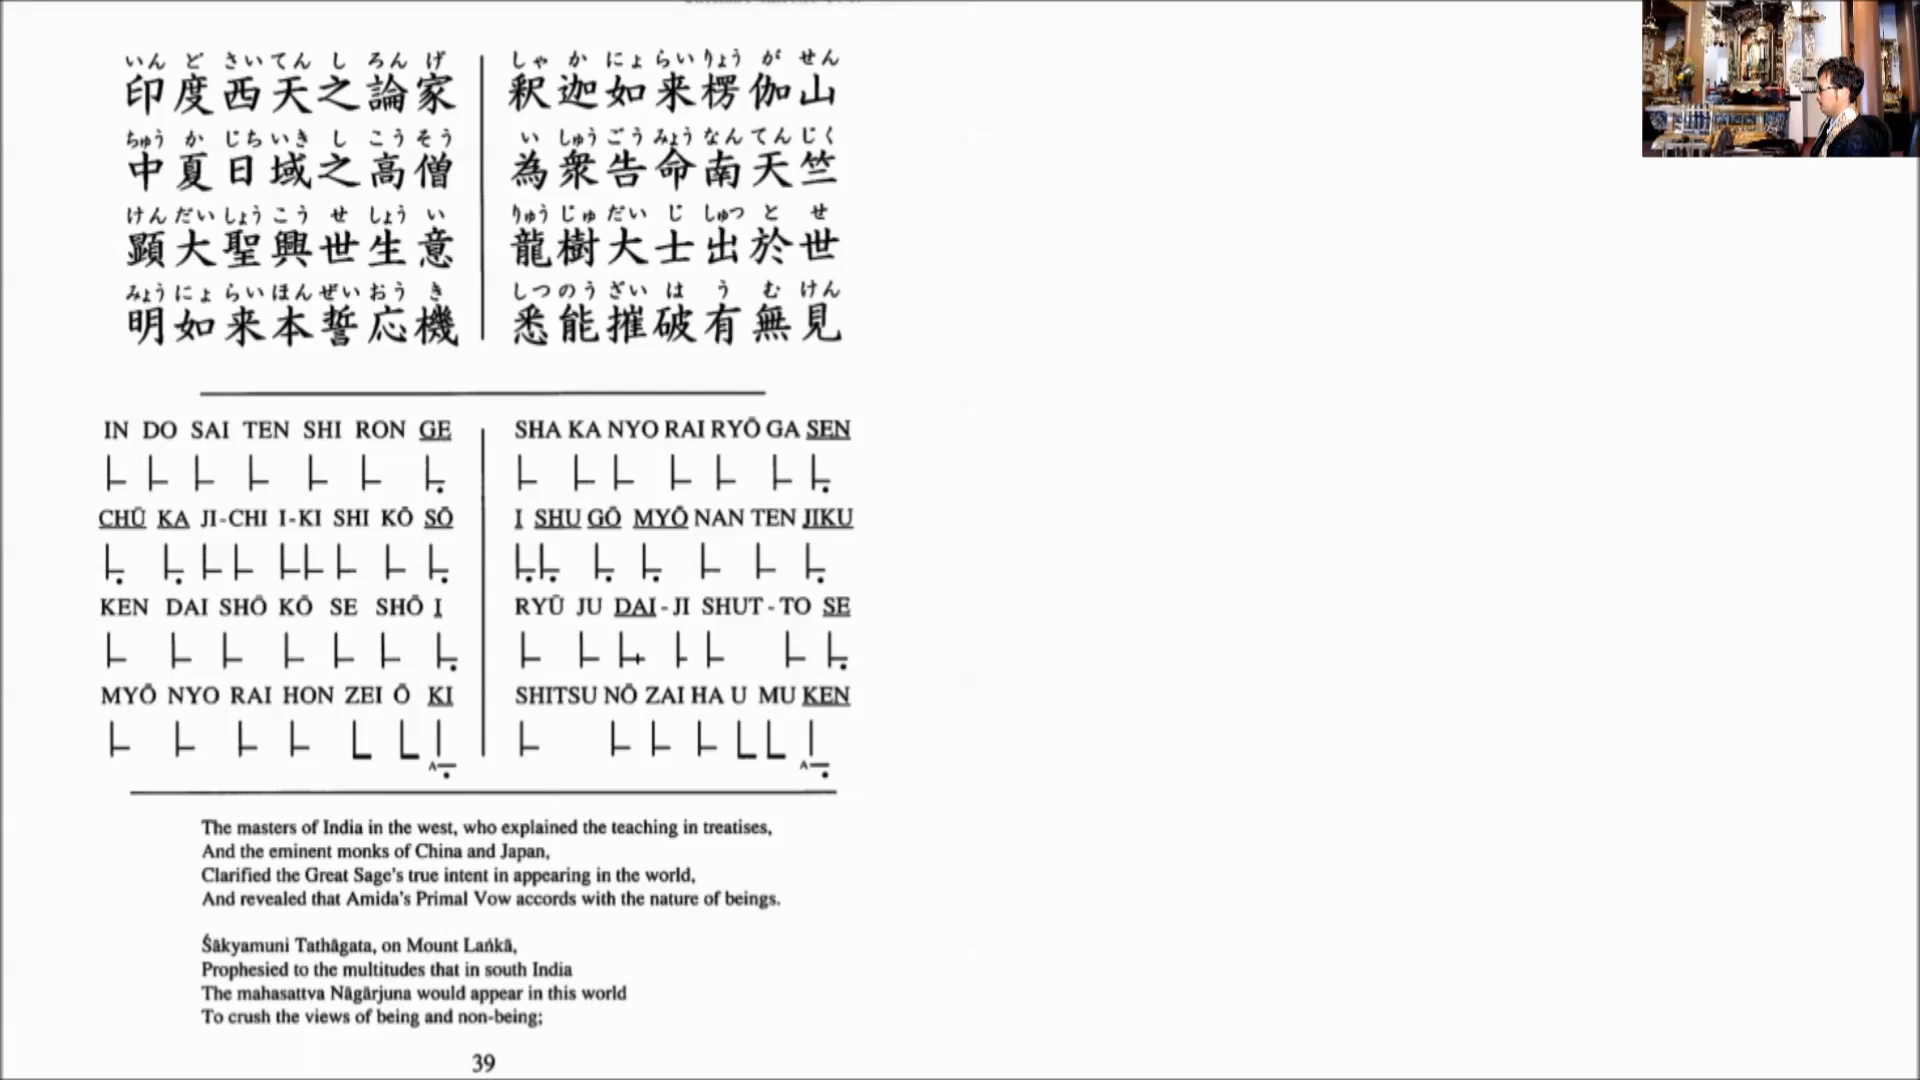 いん ど さい てん し ろん げ
印度西天之論家
ちゅう か じち いき し こう そう
中夏日域之高僧
けん だい しょう こう せ しょう い
顕大聖興世生意
みょう にょ らい ほん ぜい おう き
明如来本誓応機
しゃ か にょ らい りょう が せん
釈迦如来楞伽山
い しゅう ごう みょう なん てん じく
為衆告命南天竺
りゅう じゅ だい じ しゅつ と せ
龍樹大士出於世
しつ のう ざい は う む けん
悉能摧破有無見
IN DO SAI TEN SHI RON GE
CHŪ KA JI-CHI I-KI SHI KŌ SŌ
KEN DAI SHŌ KŌ SE SHŌ I
MYŌ NYO RAI HON ZEI Ō KI
A
SHA KA NYO RAI RYŌ GA SEN
I SHU GŌ MYŌ NAN TEN JIKU
RYŪ JU DAI-JI SHUT-TO SE
SHITSU NŌ ZAI HA U MU KEN
A
The masters of India in the west, who explained the teaching in treatises,
And the eminent monks of China and Japan,
Clarified the Great Sage's true intent in appearing in the world,
And revealed that Amida's Primal Vow accords with the nature of beings.
Śākyamuni Tathāgata, on Mount Laṅkā,
Prophesied to the multitudes that in south India
The mahasattva Nāgārjuna would appear in this world
To crush the views of being and non-being;
39